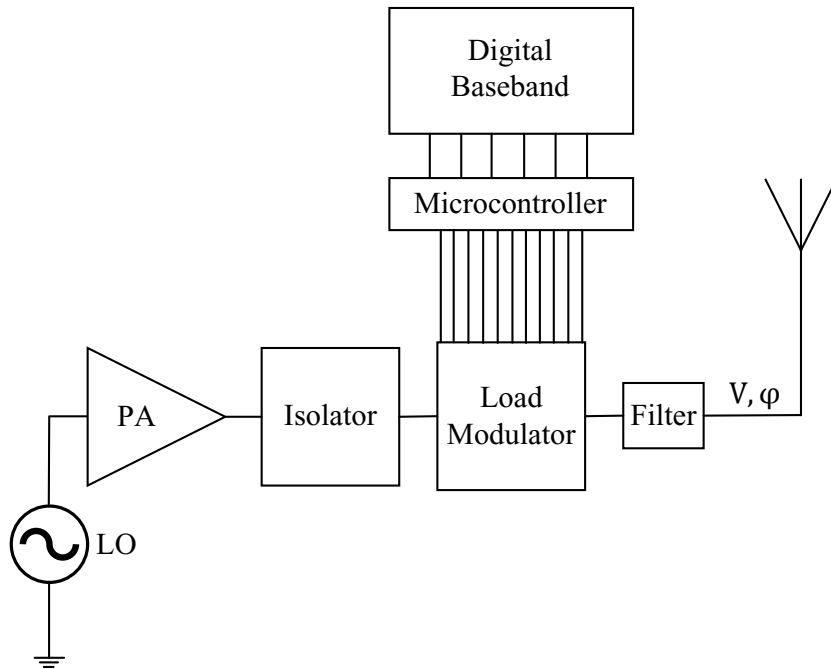 Digital
Baseband
Microcontroller
PA
Isolator
Load
Modulator
Filter
V, φ
LO